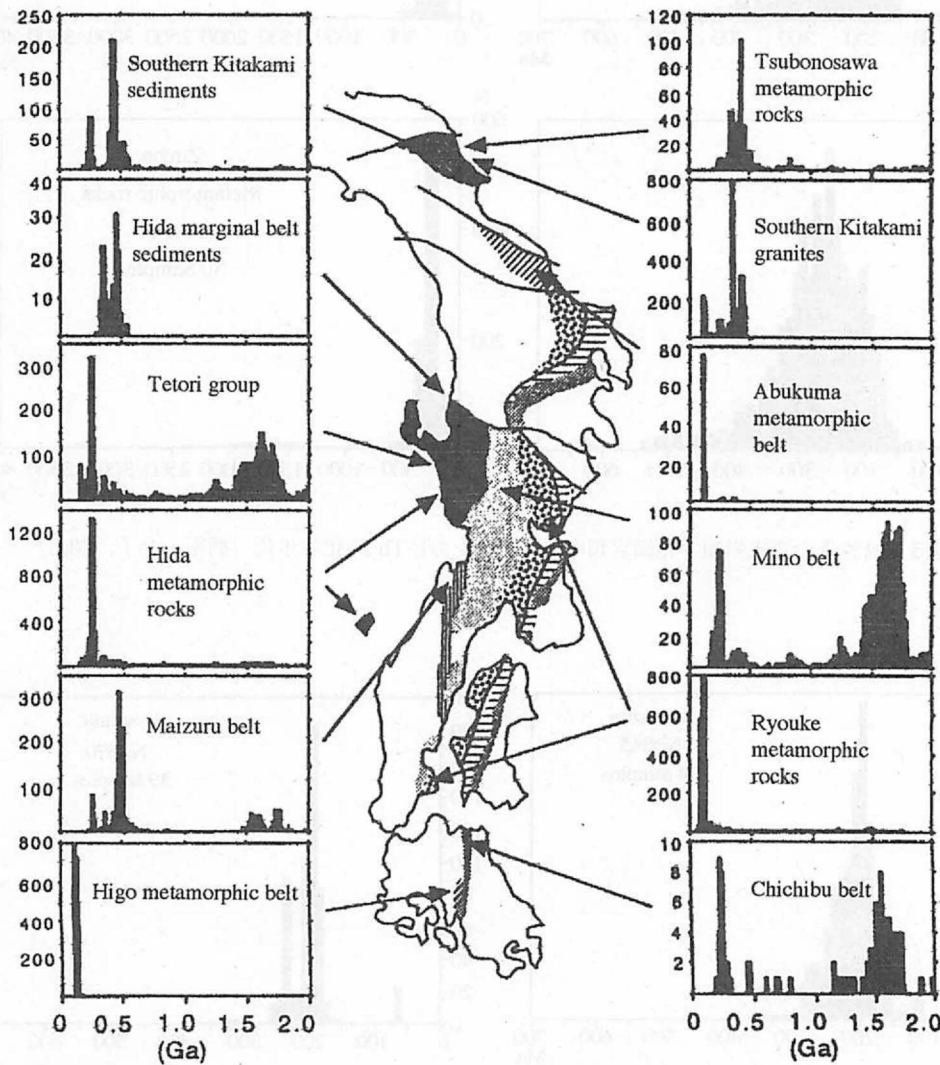 250
200
150
100
50
Southern Kitakami
sediments
40
30
20
10
Hida marginal belt
sediments
300
200
100
Tetori group
1200
800
400
Hida
metamorphic
rocks
300
200
100
Maizuru belt
800
600
400
200
Higo metamorphic belt
0 0.5 1.0 1.5 2.0
(Ga)
120
100
80
60
40
20
Tsubonosawa
metamorphic
rocks
800
600
400
200
Southern Kitakami
granites
80
60
40
20
Abukuma
metamorphic
belt
100
80
60
40
20
Mino belt
800
600
400
200
Ryouke
metamorphic
rocks
10
8
6
4
2
Chichibu belt
0 0.5 1.0 1.5 2.0
(Ga)